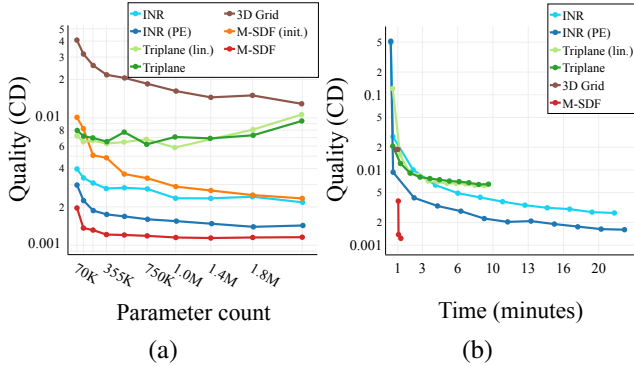 INR
INR (PE)
Triplane (lin.)
Triplane
3D Grid
M-SDF (init.)
M-SDF
Quality (CD)
4
2
0.01
8
6
4
2
0.001
70K
355K
750K
1.0M
1.4M
1.8M
Parameter count
(a)
INR
INR (PE)
Triplane (lin.)
Triplane
3D Grid
M-SDF
Quality (CD)
5
2
0.1
5
2
0.01
5
2
0.001
1
3
6
10
13
16
20
Time (minutes)
(b)